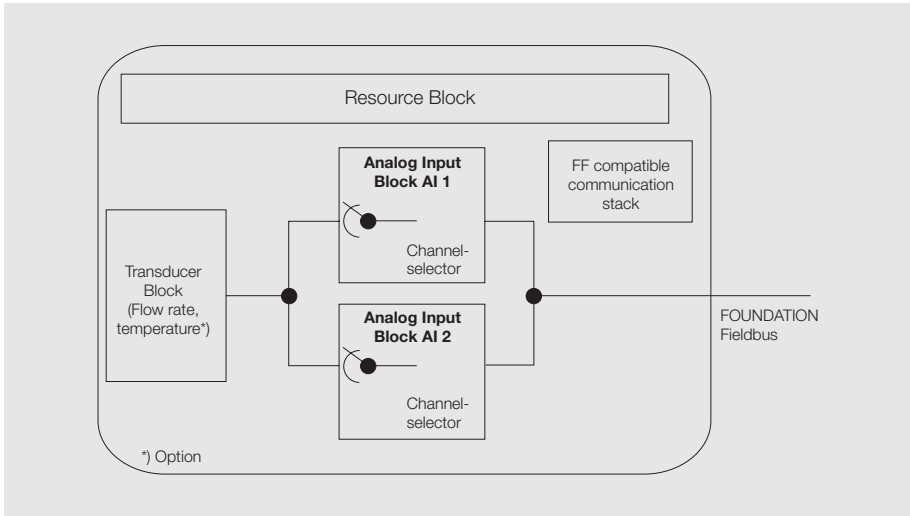 Resource Block
Analog Input
Block AI 1
Channel-
selector
FF compatible
communication
stack
Transducer
Block
(Flow rate,
temperature*)
Analog Input
Block AI 2
Channel-
selector
FOUNDATION
Fieldbus
*) Option